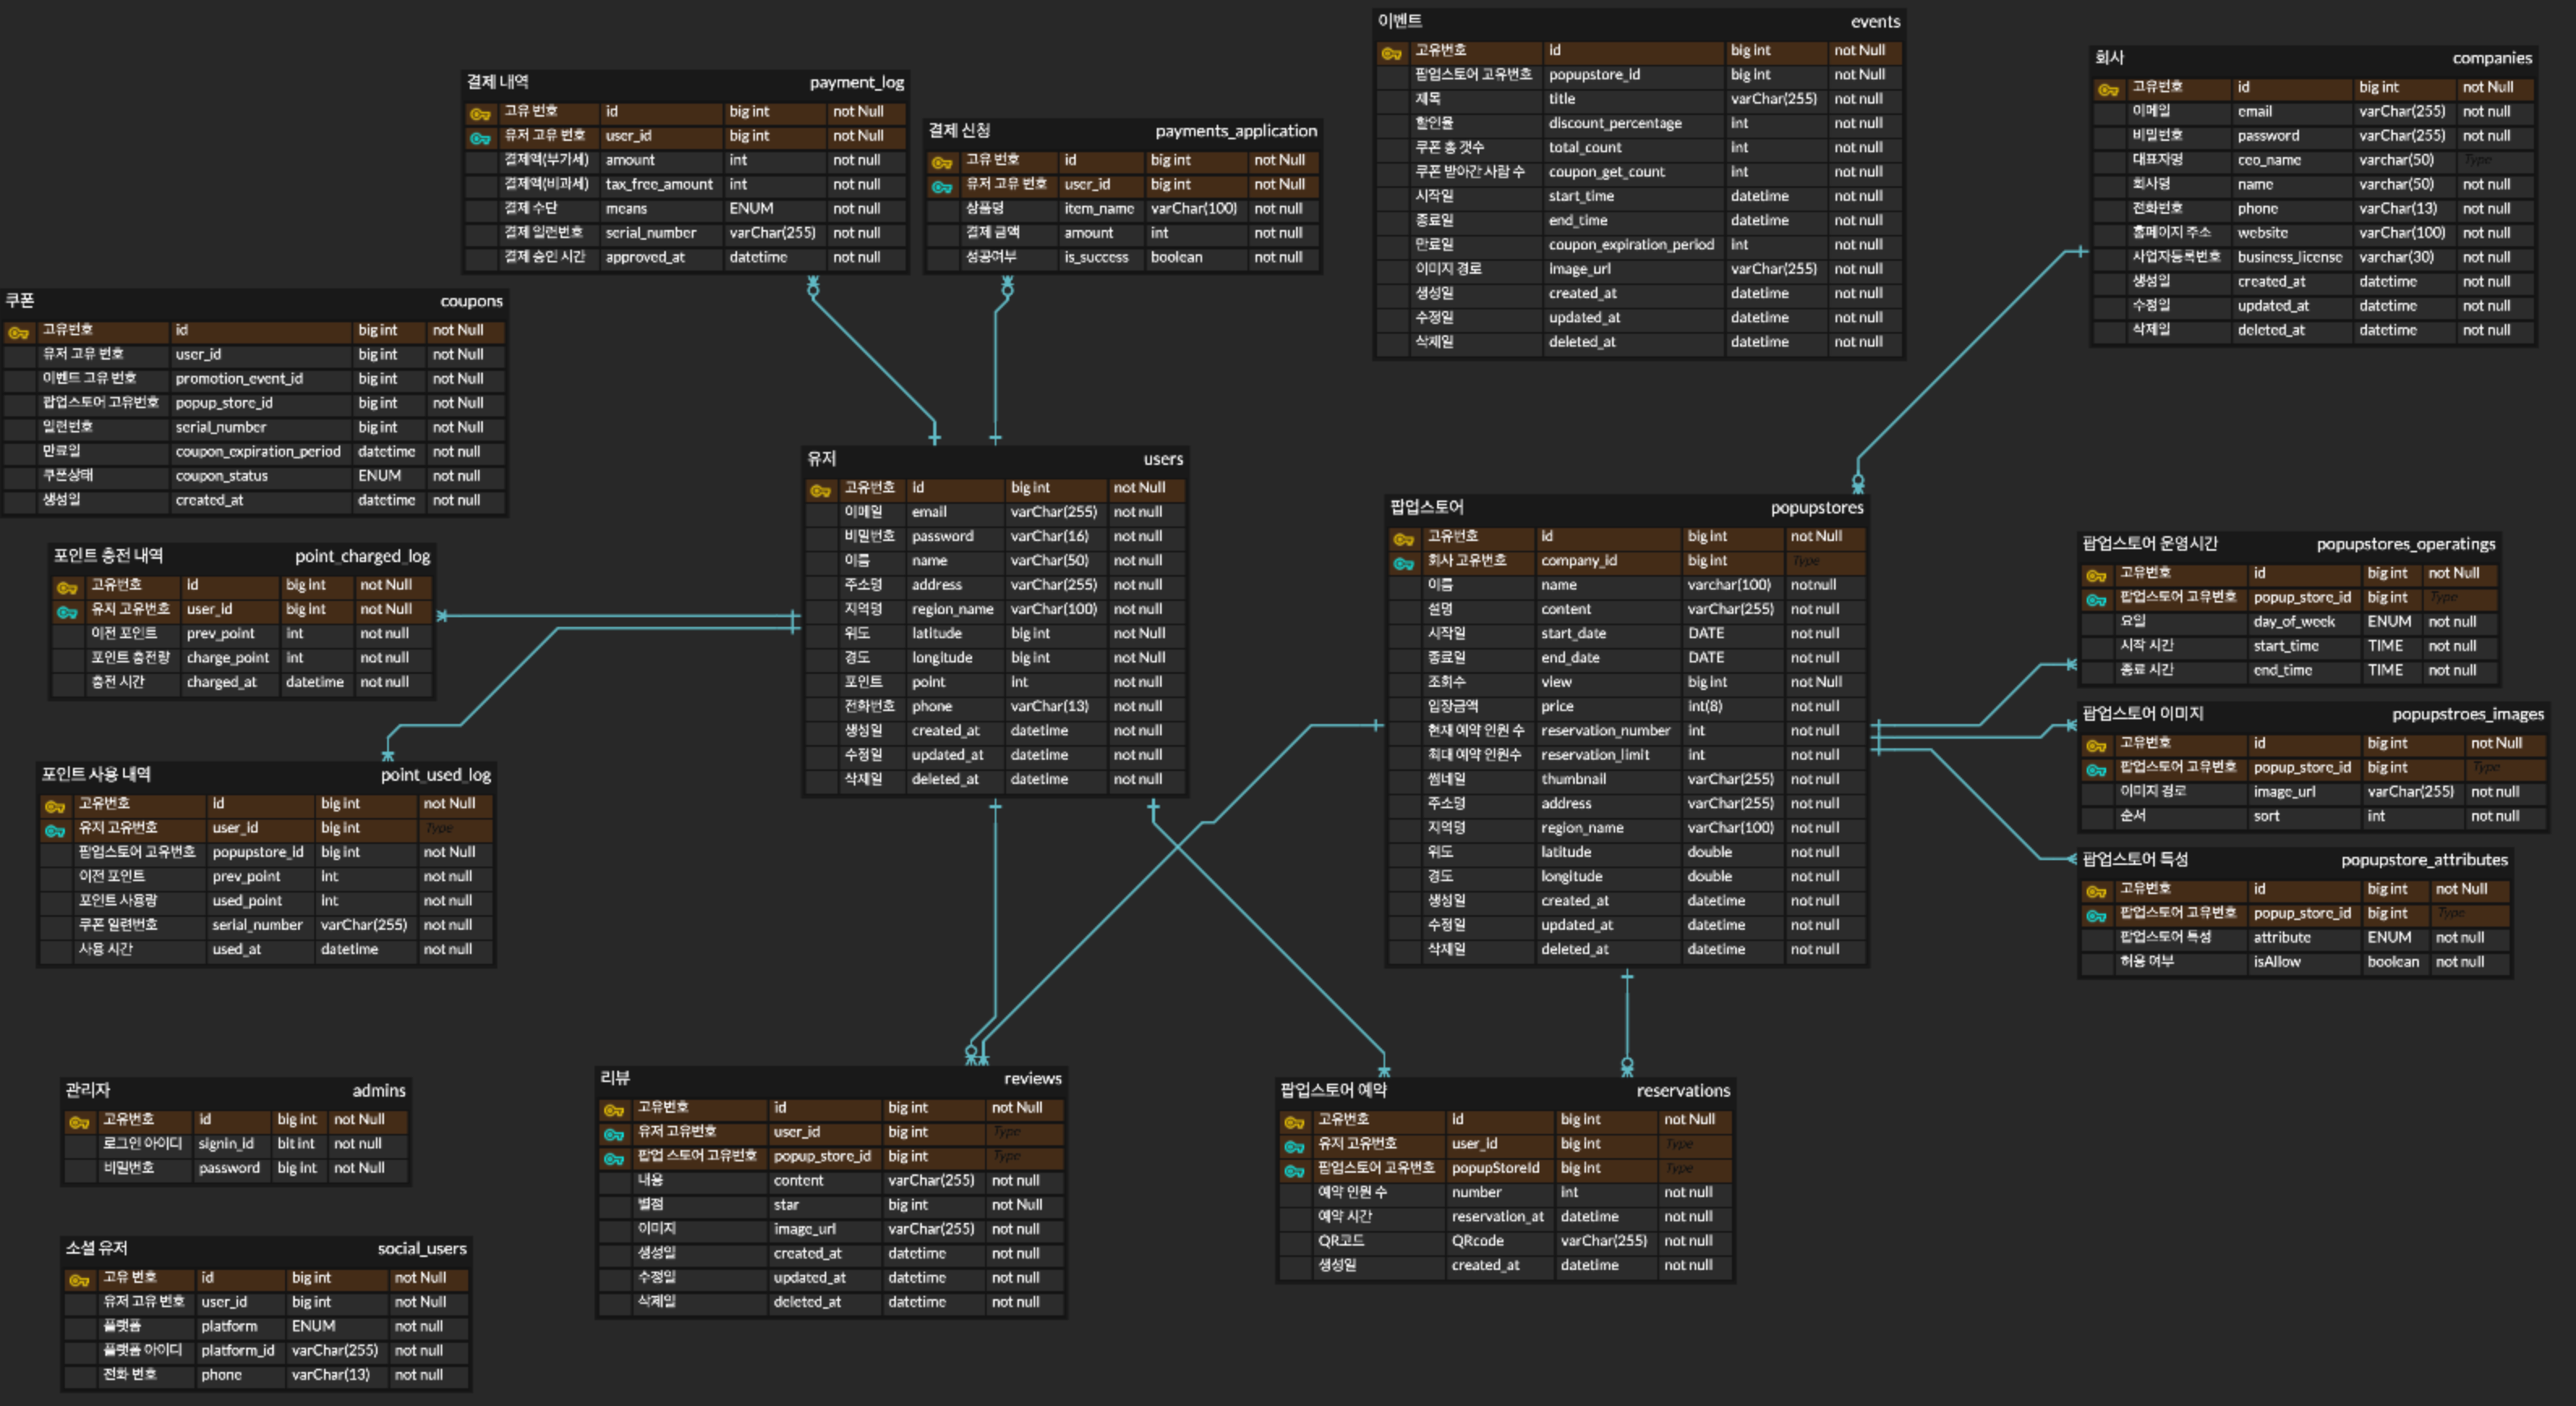 결제 내역 payment_log
고유 번호 id big int not Null
유저 고유 번호 user_id big int not Null
결제액(부가세) amount int not null
결제액(비과세) tax_free_amount int not null
결제 수단 means ENUM not null
결제 일련번호 serial_number varChar(255) not null
결제 승인 시간 approved_at datetime not null
결제 신청 payments_application
고유 번호 id big int not Null
유저 고유 번호 user_id big int not Null
상품명 item_name varChar(100) not null
결제 금액 amount int not null
성공여부 is_success boolean not null
이벤트 events
고유번호 id big int not Null
팝업스토어 고유번호 popupstore_id big int not Null
제목 title varChar(255) not null
할인율 discount_percentage int not null
쿠폰 총 갯수 total_count int not null
쿠폰 받아간 사람 수 coupon_get_count int not null
시작일 start_time datetime not null
종료일 end_time datetime not null
만료일 coupon_expiration_period int not null
이미지 경로 image_url varChar(255) not null
생성일 created_at datetime not null
수정일 updated_at datetime not null
삭제일 deleted_at datetime not null
회사 companies
고유번호 id big int not Null
이메일 email varChar(255) not null
비밀번호 password varChar(255) not null
대표자명 ceo_name varchar(50) Type
회사명 name varchar(50) not null
전화번호 phone varChar(13) not null
홈페이지 주소 website varChar(100) not null
사업자등록번호 business_license varchar(30) not null
생성일 created_at datetime not null
수정일 updated_at datetime not null
삭제일 deleted_at datetime not null
쿠폰 coupons
고유번호 id big int not Null
유저 고유 번호 user_id big int not Null
이벤트 고유 번호 promotion_event_id big int not Null
팝업스토어 고유번호 popup_store_id big int not Null
일련번호 serial_number big int not Null
만료일 coupon_expiration_period datetime not null
쿠폰상태 coupon_status ENUM not null
생성일 created_at datetime not null
유저 users
고유번호 id big int not Null
이메일 email varChar(255) not null
비밀번호 password varChar(16) not null
이름 name varChar(50) not null
주소명 address varChar(255) not null
지역명 region_name varChar(100) not null
위도 latitude big int not Null
경도 longitude big int not Null
포인트 point int not null
전화번호 phone varChar(13) not null
생성일 created_at datetime not null
수정일 updated_at datetime not null
삭제일 deleted_at datetime not null
팝업스토어 popupstores
고유번호 id big int not Null
회사 고유번호 company_id big int Type
이름 name varchar(100) notnull
설명 content varChar(255) not null
시작일 start_date DATE not null
종료일 end_date DATE not null
조회수 view big int not Null
입장금액 price int(8) not null
현재 예약 인원 수 reservation_number int not null
최대 예약 인원수 reservation_limit int not null
썸네일 thumbnail varChar(255) not null
주소명 address varChar(255) not null
지역명 region_name varChar(100) not null
위도 latitude double not null
경도 longitude double not null
생성일 created_at datetime not null
수정일 updated_at datetime not null
삭제일 deleted_at datetime not null
팝업스토어 운영시간 popupstores_operatings
고유번호 id big int not Null
팝업스토어 고유번호 popup_store_id big int Type
요일 day_of_week ENUM not null
시작 시간 start_time TIME not null
종료 시간 end_time TIME not null
팝업스토어 이미지 popupstroes_images
고유번호 id big int not Null
팝업스토어 고유번호 popup_store_id big int Type
이미지 경로 image_url varChar(255) not null
순서 sort int not null
팝업스토어 특성 popupstore_attributes
고유번호 id big int not Null
팝업스토어 고유번호 popup_store_id big int Type
팝업스토어 특성 attribute ENUM not null
허용 여부 isAllow boolean not null
포인트 충전 내역 point_charged_log
고유번호 id big int not Null
유저 고유번호 user_id big int not Null
이전 포인트 prev_point int not null
포인트 충전량 charge_point int not null
충전 시간 charged_at datetime not null
포인트 사용 내역 point_used_log
고유번호 id big int not Null
유저 고유번호 user_id big int Type
팝업스토어 고유번호 popupstore_id big int not Null
이전 포인트 prev_point int not null
포인트 사용량 used_point int not null
쿠폰 일련번호 serial_number varChar(255) not null
사용 시간 used_at datetime not null
관리자 admins
고유번호 id big int not Null
로그인 아이디 signin_id bit int not null
비밀번호 password big int not Null
소셜 유저 social_users
고유 번호 id big int not Null
유저 고유 번호 user_id big int not Null
플랫폼 platform ENUM not null
플랫폼 아이디 platform_id varChar(255) not null
전화 번호 phone varChar(13) not null
리뷰 reviews
고유번호 id big int not Null
유저 고유번호 user_id big int Type
팝업 스토어 고유번호 popup_store_id big int Type
내용 content varChar(255) not null
별점 star big int not Null
이미지 image_url varChar(255) not null
생성일 created_at datetime not null
수정일 updated_at datetime not null
삭제일 deleted_at datetime not null
팝업스토어 예약 reservations
고유번호 id big int not Null
유저 고유번호 user_id big int Type
팝업스토어 고유번호 popupStoreId big int Type
예약 인원 수 number int not null
예약 시간 reservation_at datetime not null
QR코드 QRcode varChar(255) not null
생성일 created_at datetime not null